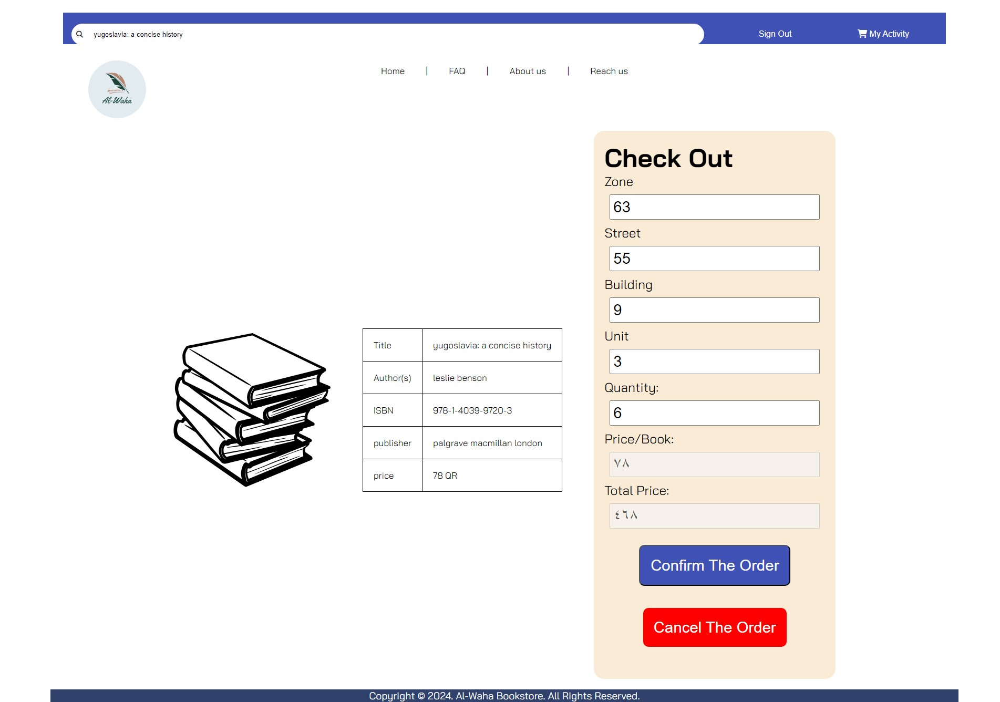 yugoslavia: a concise history
Sign Out
My Activity
Al-Waha
Home | FAQ | About us | Reach us
Check Out
Zone
63
Street
55
Building
9
Unit
3
Quantity:
6
Price/Book:
٧٨
Total Price:
٤٦٨
Confirm The Order
Cancel The Order
Title yugoslavia: a concise history
Author(s) leslie benson
ISBN 978-1-4039-9720-3
publisher palgrave macmillan london
price 78 QR
Copyright © 2024. Al-Waha Bookstore. All Rights Reserved.